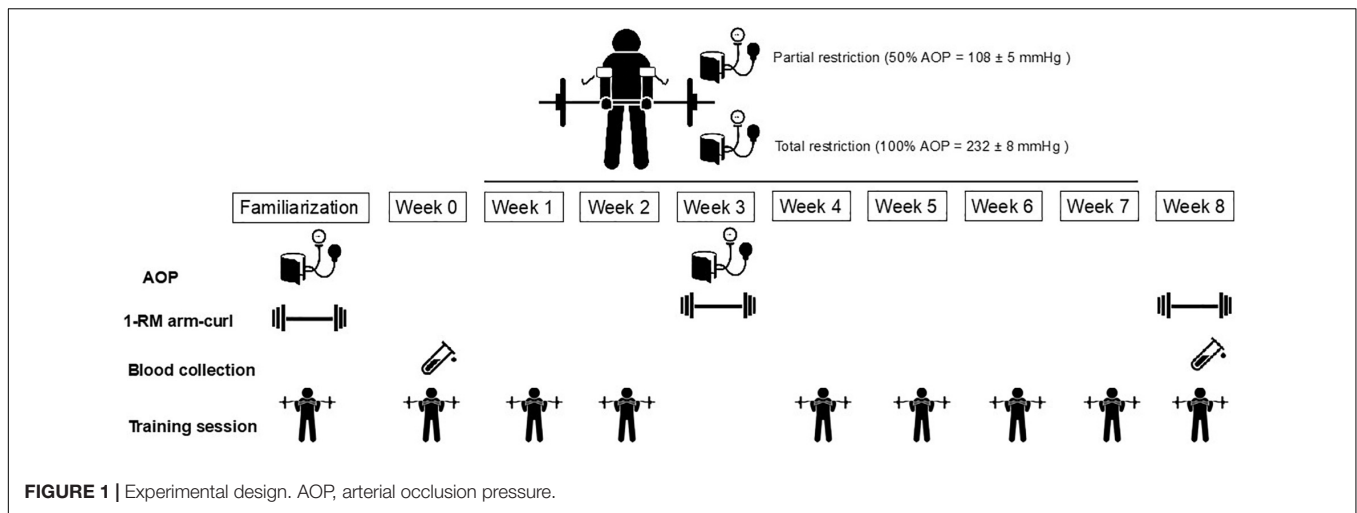 Partial restriction (50% AOP = 108 ± 5 mmHg )
Total restriction (100% AOP = 232 ± 8 mmHg )
Familiarization Week 0 Week 1 Week 2 Week 3 Week 4 Week 5 Week 6 Week 7 Week 8
AOP
1-RM arm-curl
Blood collection
Training session
FIGURE 1 | Experimental design. AOP, arterial occlusion pressure.